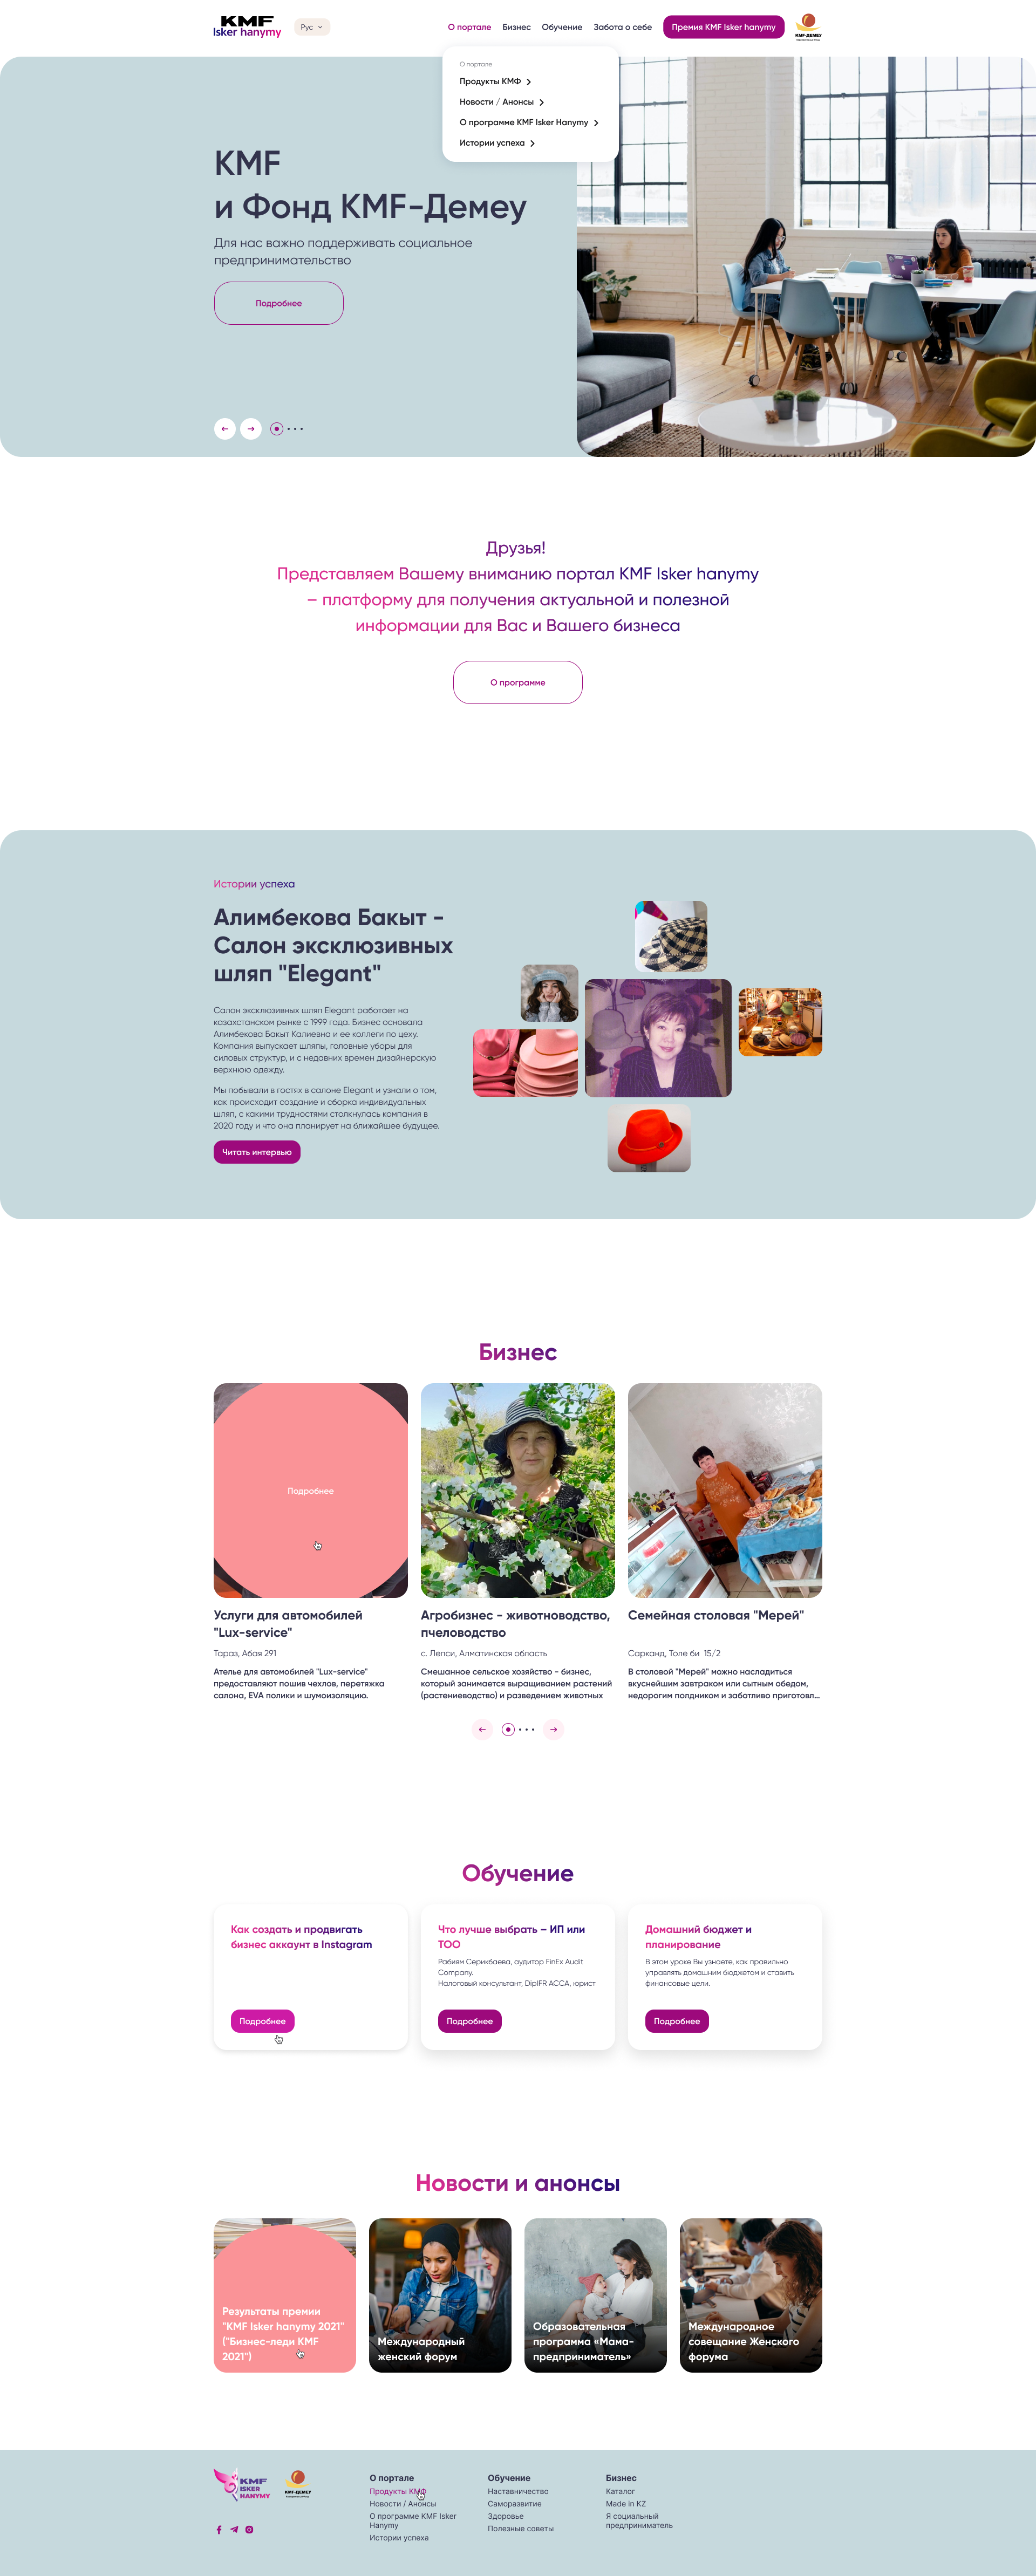 KMF
Isker hanymy
Рус
О портале
Бизнес
Обучение
Забота о себе
Премия KMF Isker hanymy
КМФ-ДЕМЕУ
О портале
Продукты КМФ
Новости / Анонсы
О программе KMF Isker Hanymy
Истории успеха
KMF
и Фонд KMF-Демеу
Для нас важно поддерживать социальное
предпринимательство
Подробнее
Друзья!
Представляем Вашему вниманию портал KMF Isker hanymy
– платформу для получения актуальной и полезной
информации для Вас и Вашего бизнеса
О программе
Истории успеха
Алимбекова Бакыт -
Салон эксклюзивных
шляп "Elegant"
Салон эксклюзивных шляп Elegant работает на
казахстанском рынке с 1999 года. Бизнес основала
Алимбекова Бакыт Калиевна и ее коллеги по цеху.
Компания выпускает шляпы, головные уборы для
силовых структур, и с недавних времен дизайнерскую
верхнюю одежду.
Мы побывали в гостях в салоне Elegant и узнали о том,
как происходит создание и сборка индивидуальных
шляп, с какими трудностями столкнулась компания в
2020 году и что она планирует на ближайшее будущее.
Читать интервью
Бизнес
Подробнее
Услуги для автомобилей
"Lux-service"
Тараз, Абая 291
Ателье для автомобилей "Lux-service"
предоставляют пошив чехлов, перетяжка
салона, EVA полики и шумоизоляцию.
Агробизнес - животноводство,
пчеловодство
с. Лепси, Алматинская область
Смешанное сельское хозяйство - бизнес,
который занимается выращиванием растений
(растениеводство) и разведением животных
Семейная столовая "Мерей"
Сарканд, Толе би 15/2
В столовой "Мерей" можно насладиться
вкуснейшим завтраком или сытным обедом,
недорогим полдником и заботливо приготовл...
Обучение
Как создать и продвигать
бизнес аккаунт в Instagram
Подробнее
Что лучше выбрать – ИП или
ТОО
Рабиям Серикбаева, аудитор FinEx Audit
Company.
Налоговый консультант, DipIFR ACCA, юрист
Подробнее
Домашний бюджет и
планирование
В этом уроке Вы узнаете, как правильно
управлять домашним бюджетом и ставить
финансовые цели.
Подробнее
Новости и анонсы
Результаты премии
"KMF Isker hanymy 2021"
("Бизнес-леди KMF
2021")
Международный
женский форум
Образовательная
программа «Мама-
предприниматель»
Международное
совещание Женского
форума
KMF
ISKER
HANYMY
КМФ-ДЕМЕУ
О портале
Продукты КМФ
Новости / Анонсы
О программе KMF Isker
Hanymy
Истории успеха
Обучение
Наставничество
Саморазвитие
Здоровье
Полезные советы
Бизнес
Каталог
Made in KZ
Я социальный
предприниматель